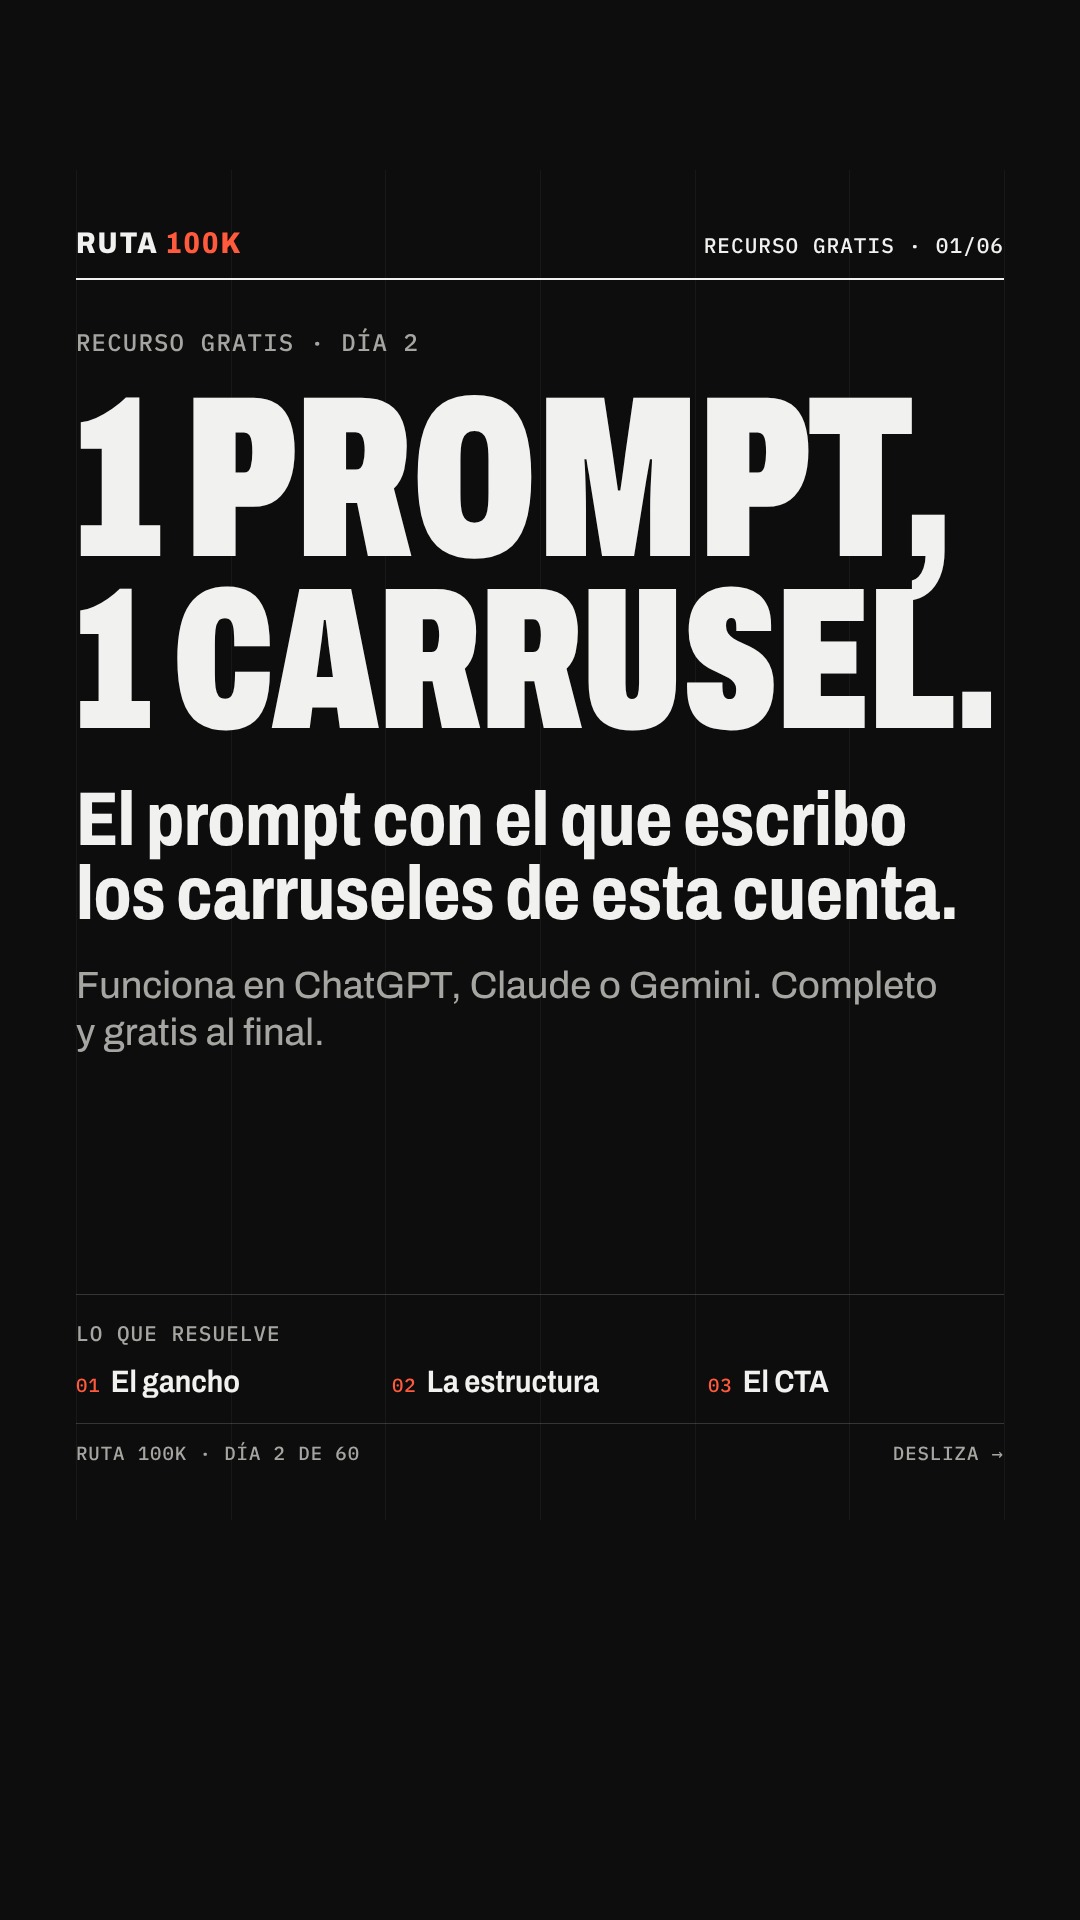 RUTA 100K
RECURSO GRATIS · 01/06
RECURSO GRATIS · DÍA 2
1 PROMPT,
1 CARRUSEL.
El prompt con el que escribo
los carruseles de esta cuenta.
Funciona en ChatGPT, Claude o Gemini. Completo
y gratis al final.
LO QUE RESUELVE
01 El gancho
02 La estructura
03 El CTA
RUTA 100K · DÍA 2 DE 60
DESLIZA →